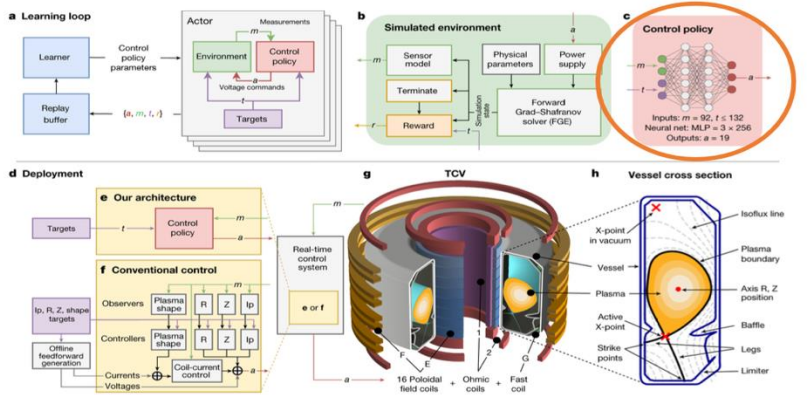 a Learning loop
Learner
Replay
buffer
Control
policy
parameters
{a, m, t, r}
Actor
Measurements
m
Environment
Control
policy
a
Voltage commands
t
Targets
b Simulated environment
a
m
Sensor
model
Physical
parameters
Power
supply
Terminate
Simulation
state
Forward
Grad–Shafranov
solver (FGE)
r
Reward
t
c
Control policy
m
t
a
Inputs: m = 92, t ≤ 132
Neural net: MLP = 3 × 256
Outputs: a = 19
d Deployment
e Our architecture
Targets
t
Control
policy
m
a
f Conventional control
m
Observers
Plasma
shape
R
Z
Ip
Ip, R, Z, shape
targets
Controllers
Plasma
shape
R
Z
Ip
Offline
feedforward
generation
Coil-current
control
Currents
Voltages
a
m
Real-time
control
system
e or f
a
g TCV
1
2
F
E
G
16 Poloidal
field coils
+
Ohmic
coils
+
Fast
coil
h Vessel cross section
X-point
in vacuum
Vessel
Plasma
Active
X-point
Strike
points
Isoflux line
Plasma
boundary
Axis R, Z
position
Baffle
Legs
Limiter